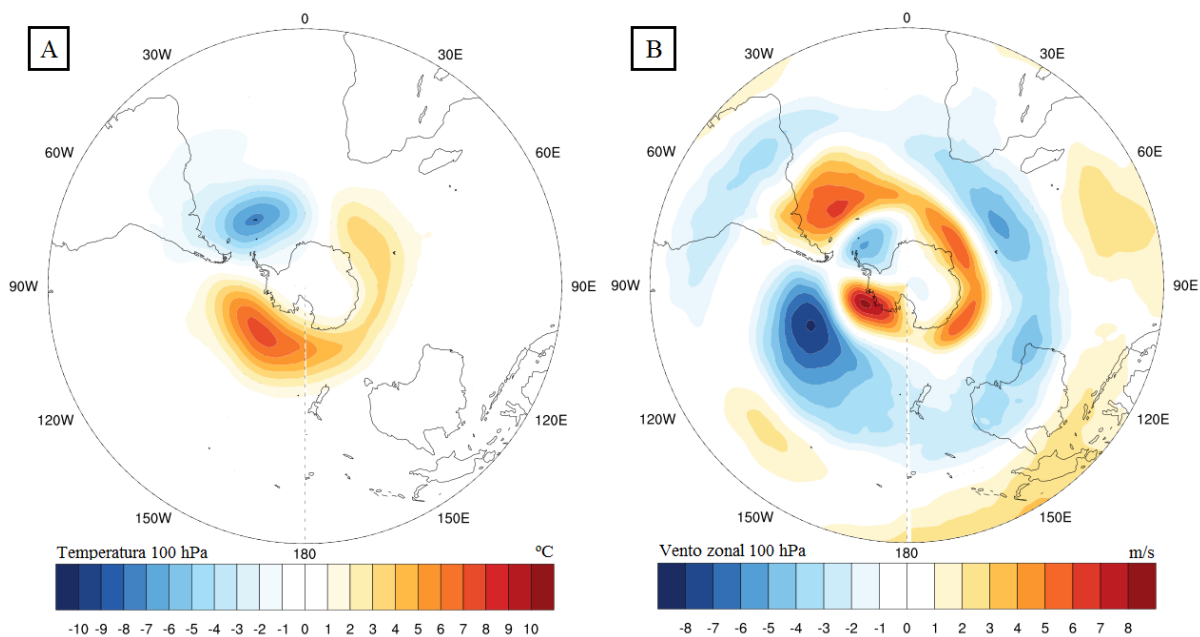 A
0
30W
30E
60W
60E
90W
90E
120W
120E
150W
150E
180
Temperatura 100 hPa
ºC
-10 -9 -8 -7 -6 -5 -4 -3 -2 -1 0 1 2 3 4 5 6 7 8 9 10
B
0
30W
30E
60W
60E
90W
90E
120W
120E
150W
150E
180
Vento zonal 100 hPa
m/s
-8 -7 -6 -5 -4 -3 -2 -1 0 1 2 3 4 5 6 7 8